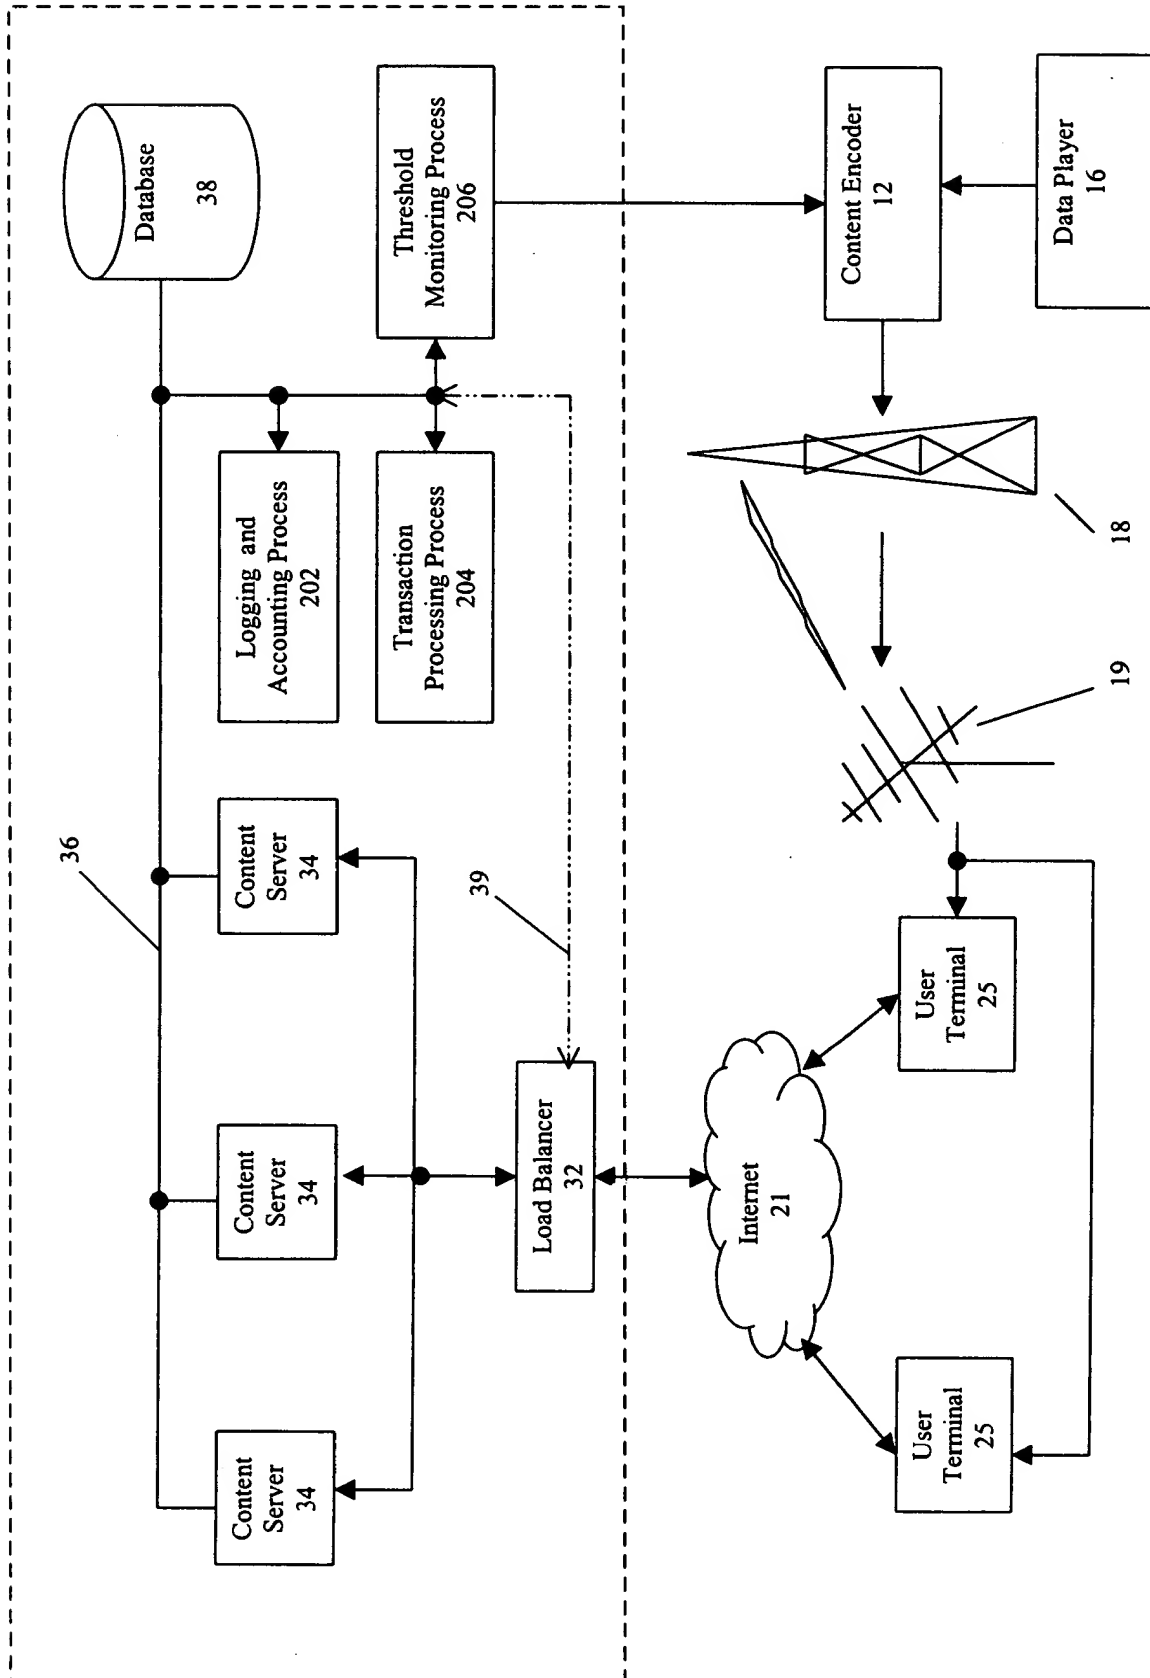 36
Database
38
Content
Server
34
Content
Server
34
Content
Server
34
Logging and
Accounting Process
202
Transaction
Processing Process
204
Threshold
Monitoring Process
206
39
Load Balancer
32
Internet
21
User
Terminal
25
User
Terminal
25
19
18
Content Encoder
12
Data Player
16